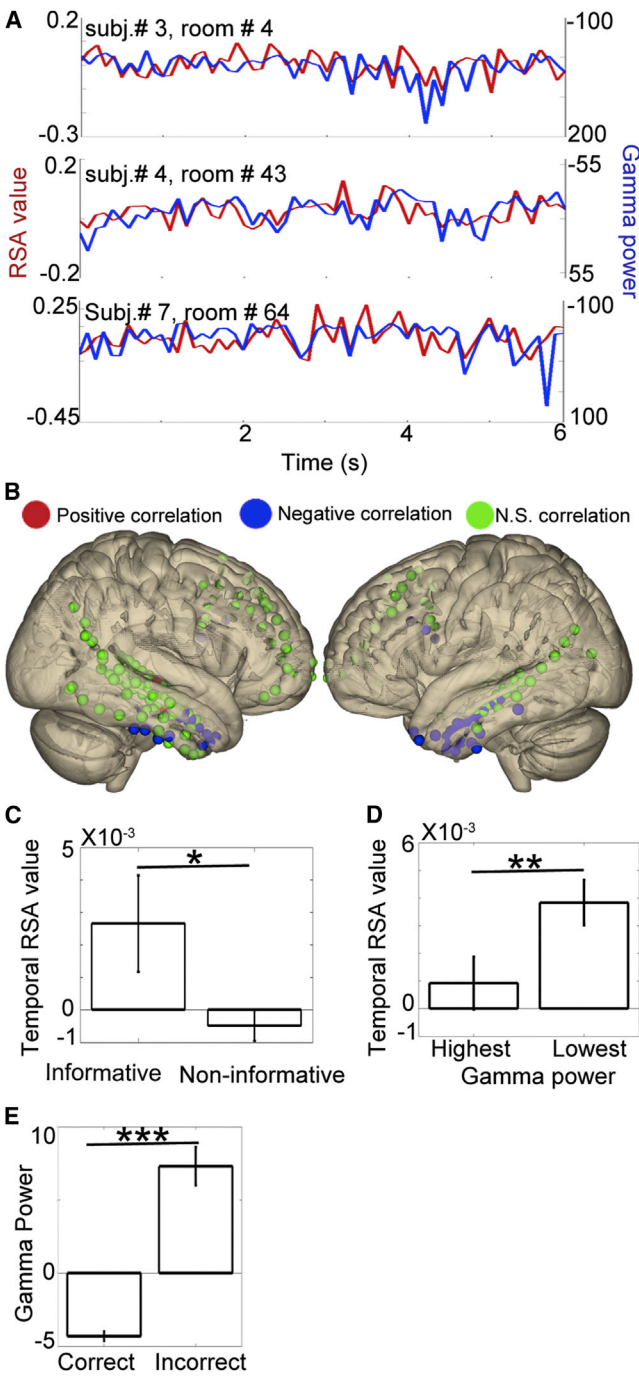 A
0.2
subj.# 3, room # 4
-0.3
-100
200
0.2
subj.# 4, room # 43
-0.2
-55
55
RSA value
Gamma power
0.25
Subj.# 7, room # 64
-0.45
-100
100
2
4
6
Time (s)
B
Positive correlation
Negative correlation
N.S. correlation
C
X10-3
5
*
0
-1
Temporal RSA value
Informative
Non-informative
D
X10-3
6
**
0
-1
Temporal RSA value
Highest
Lowest
Gamma power
E
10
***
0
-5
Gamma Power
Correct
Incorrect